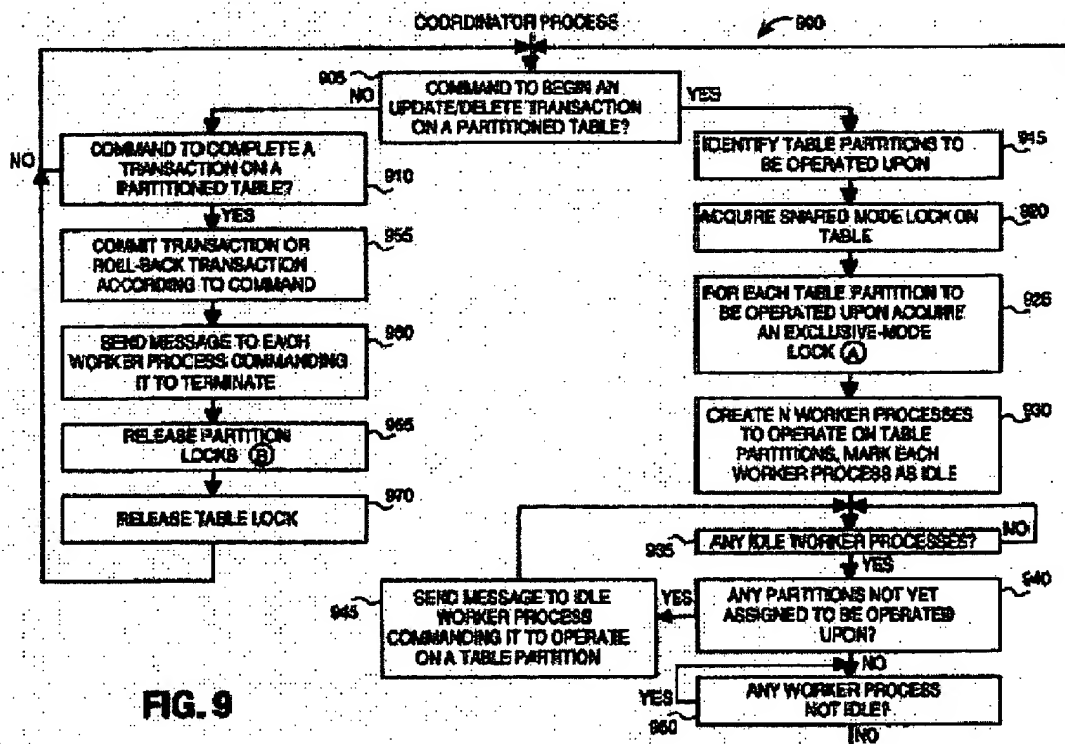 COORDINATOR PROCESS
900
905
COMMAND TO BEGIN AN
UPDATE/DELETE TRANSACTION
ON A PARTITIONED TABLE?
NO
YES
NO
COMMAND TO COMPLETE A
TRANSACTION ON A
PARTITIONED TABLE?
910
YES
COMMIT TRANSACTION OR
ROLL-BACK TRANSACTION
ACCORDING TO COMMAND
955
SEND MESSAGE TO EACH
WORKER PROCESS COMMANDING
IT TO TERMINATE
960
RELEASE PARTITION
LOCKS B
965
RELEASE TABLE LOCK
970
IDENTIFY TABLE PARTITIONS TO
BE OPERATED UPON
915
ACQUIRE SHARED MODE LOCK ON
TABLE
920
FOR EACH TABLE PARTITION TO
BE OPERATED UPON ACQUIRE
AN EXCLUSIVE-MODE
LOCK A
925
CREATE N WORKER PROCESSES
TO OPERATE ON TABLE
PARTITIONS, MARK EACH
WORKER PROCESS AS IDLE
930
935
ANY IDLE WORKER PROCESSES?
NO
YES
ANY PARTITIONS NOT YET
ASSIGNED TO BE OPERATED
UPON?
940
YES
945
SEND MESSAGE TO IDLE
WORKER PROCESS
COMMANDING IT TO OPERATE
ON A TABLE PARTITION
NO
YES
ANY WORKER PROCESS
NOT IDLE?
950
NO
FIG. 9